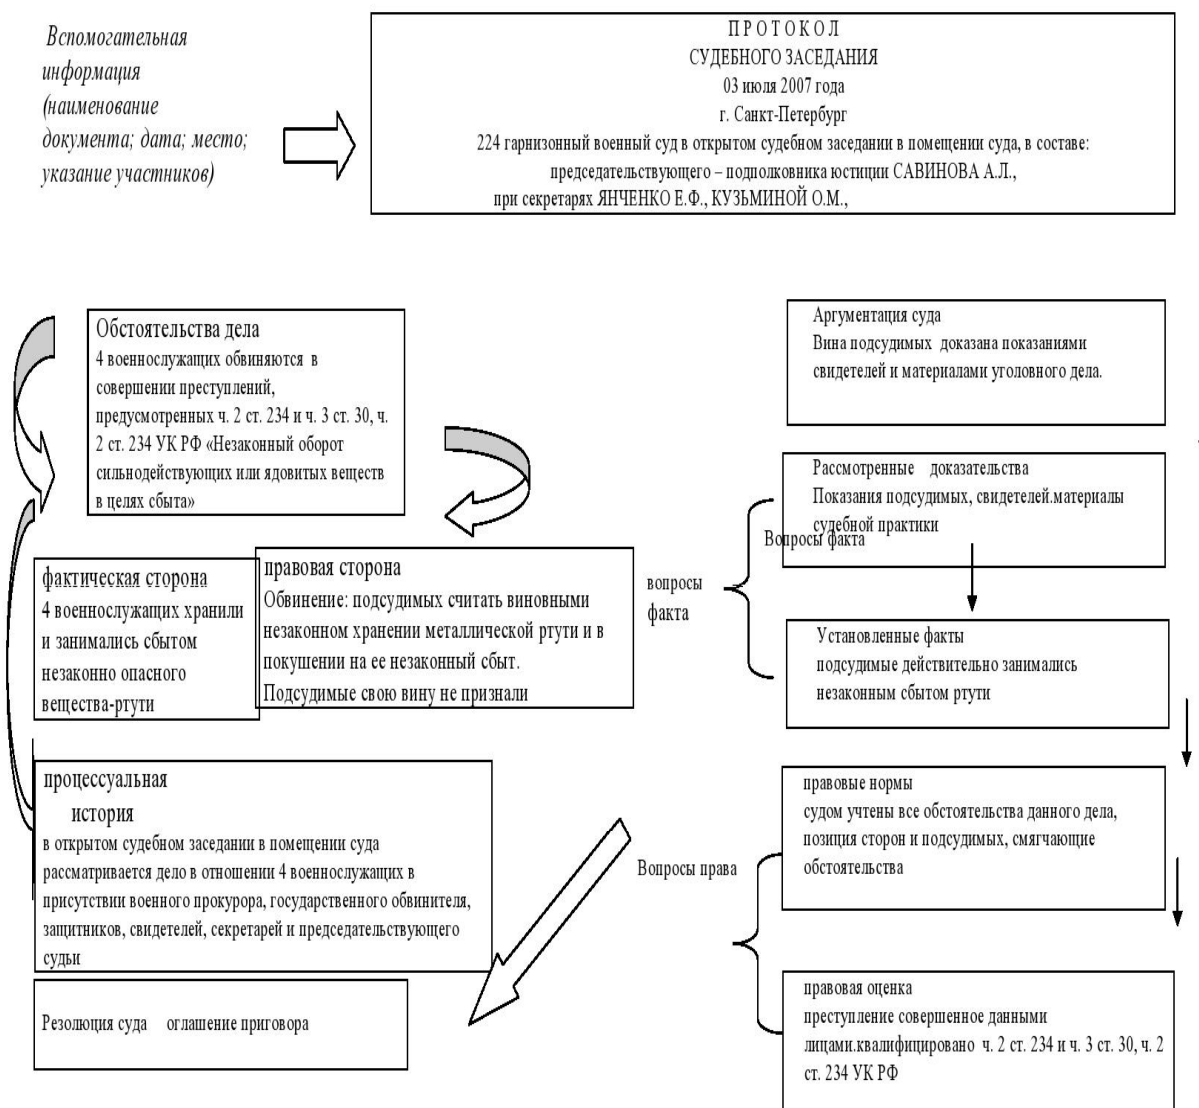 Вспомогательная
информация
(наименование
документа; дата; место;
указание участников)
П Р О Т О К О Л
СУДЕБНОГО ЗАСЕДАНИЯ
03 июля 2007 года
г. Санкт-Петербург
224 гарнизонный военный суд в открытом судебном заседании в помещении суда, в составе:
председательствующего – подполковника юстиции САВИНОВА А.Л.,
при секретарях ЯНЧЕНКО Е.Ф., КУЗЬМИНОЙ О.М.,
Обстоятельства дела
4 военнослужащих обвиняются в
совершении преступлений,
предусмотренных ч. 2 ст. 234 и ч. 3 ст. 30, ч.
2 ст. 234 УК РФ «Незаконный оборот
сильнодействующих или ядовитых веществ
в целях сбыта»
фактическая сторона
4 военнослужащих хранили
и занимались сбытом
незаконно опасного
вещества-ртути
правовая сторона
Обвинение: подсудимых считать виновными
незаконном хранении металлической ртути и в
покушении на ее незаконный сбыт.
Подсудимые свою вину не признали
процессуальная
история
в открытом судебном заседании в помещении суда
рассматривается дело в отношении 4 военнослужащих в
присутствии военного прокурора, государственного обвинителя,
защитников, свидетелей, секретарей и председательствующего
судьи
Резолюция суда оглашение приговора
Аргументация суда
Вина подсудимых доказана показаниями
свидетелей и материалами уголовного дела.
Рассмотренные доказательства
Показания подсудимых, свидетелей.материалы
судебной практики
Вопросы факта
вопросы
факта
Установленные факты
подсудимые действительно занимались
незаконным сбытом ртути
Вопросы права
правовые нормы
судом учтены все обстоятельства данного дела,
позиция сторон и подсудимых, смягчающие
обстоятельства
правовая оценка
преступление совершенное данными
лицами.квалифицировано ч. 2 ст. 234 и ч. 3 ст. 30, ч. 2
ст. 234 УК РФ